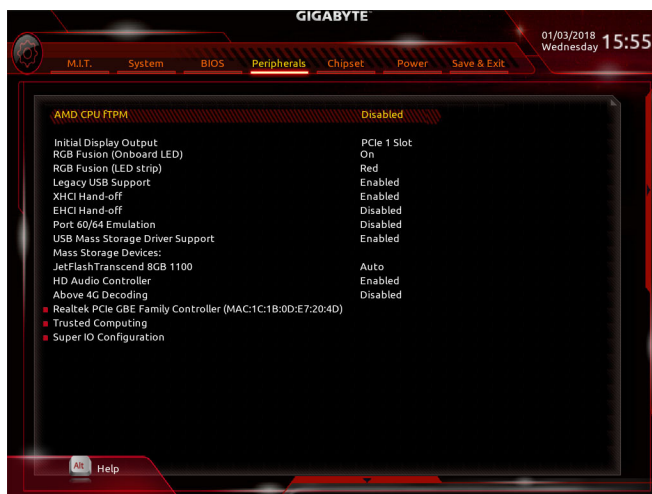 GIGABYTE™
01/03/2018
Wednesday
15:55
M.I.T. System BIOS Peripherals Chipset Power Save & Exit
AMD CPU fTPM Disabled
Initial Display Output PCIe 1 Slot
RGB Fusion (Onboard LED) On
RGB Fusion (LED strip) Red
Legacy USB Support Enabled
XHCI Hand-off Enabled
EHCI Hand-off Disabled
Port 60/64 Emulation Disabled
USB Mass Storage Driver Support Enabled
Mass Storage Devices:
JetFlashTranscend 8GB 1100 Auto
HD Audio Controller Enabled
Above 4G Decoding Disabled
Realtek PCIe GBE Family Controller (MAC:1C:1B:0D:E7:20:4D)
Trusted Computing
Super IO Configuration
Alt Help